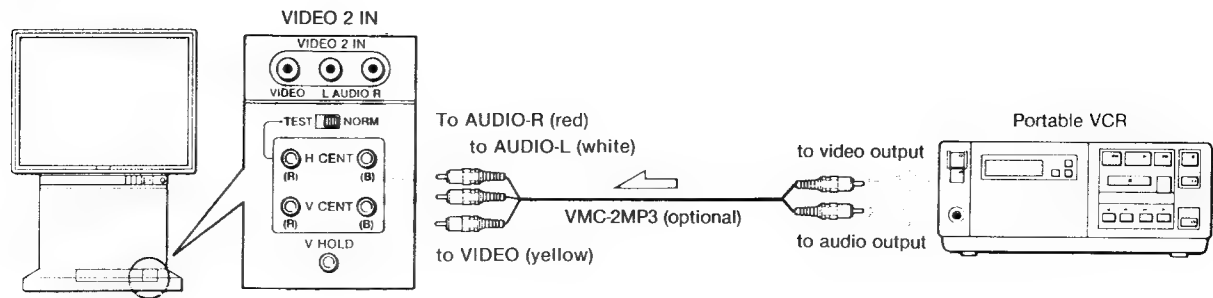 VIDEO 2 IN
VIDEO 2 IN
VIDEO L AUDIO R
TEST NORM
H CENT
(R) (B)
V CENT
(R) (B)
V HOLD
To AUDIO-R (red)
to AUDIO-L (white)
to VIDEO (yellow)
VMC-2MP3 (optional)
to video output
to audio output
Portable VCR